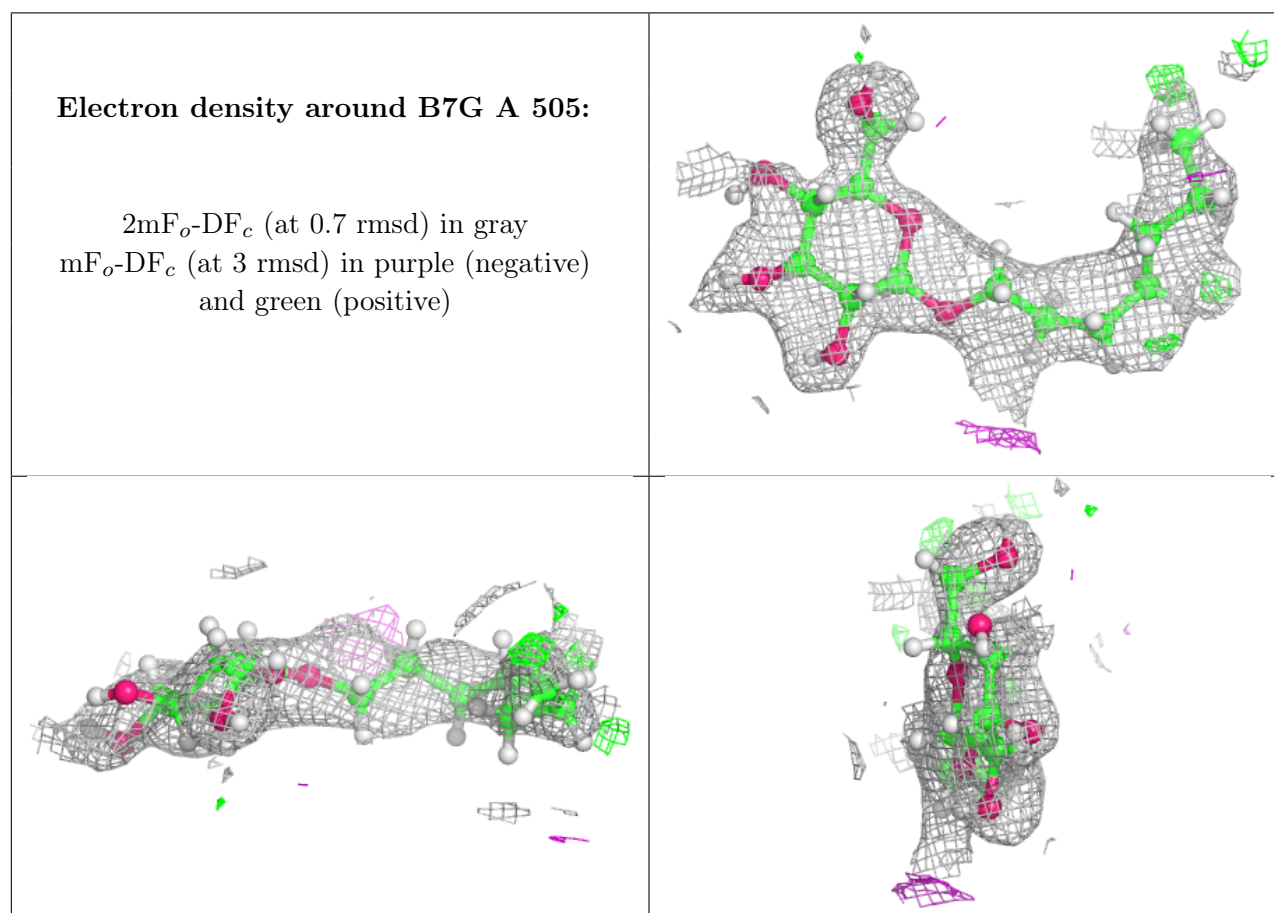 Electron density around B7G A 505:
2mFo-DFc (at 0.7 rmsd) in gray
mFo-DFc (at 3 rmsd) in purple (negative)
and green (positive)